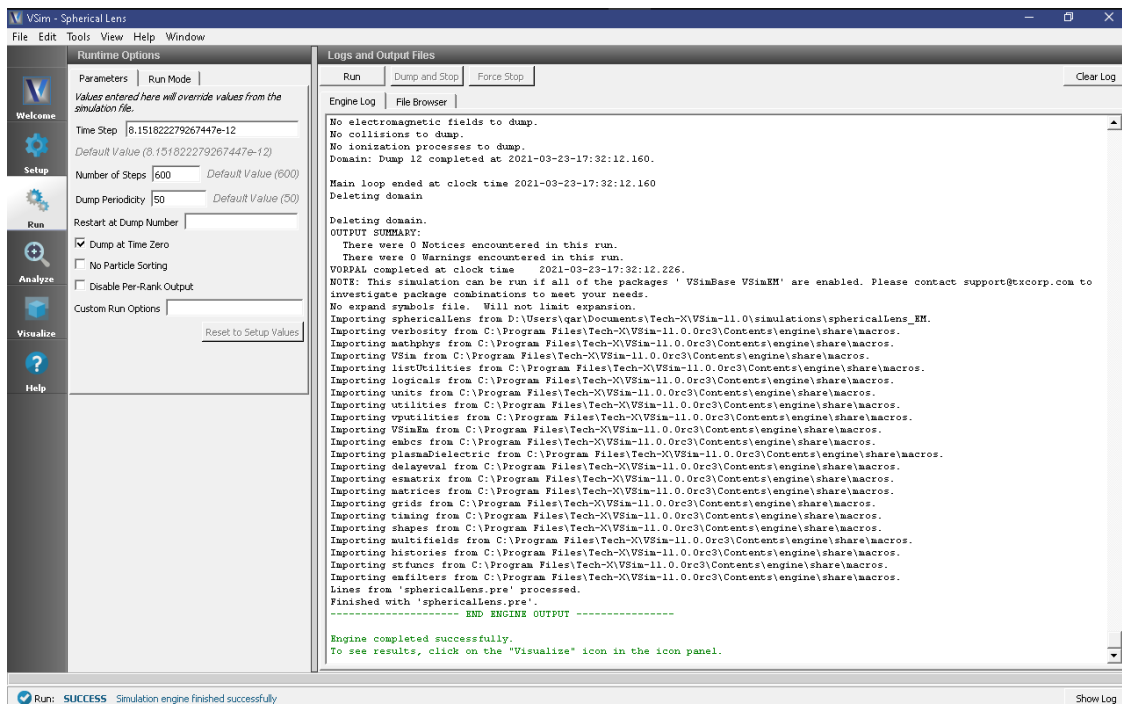 VSim - Spherical Lens
File Edit Tools View Help Window
Welcome
Setup
Run
Analyze
Visualize
Help
Runtime Options
Parameters Run Mode
Values entered here will override values from the
simulation file.
Time Step 8.151822279267447e-12
Default Value (8.151822279267447e-12)
Number of Steps 600 Default Value (600)
Dump Periodicity 50 Default Value (50)
Restart at Dump Number
Dump at Time Zero
No Particle Sorting
Disable Per-Rank Output
Custom Run Options
Reset to Setup Values
Logs and Output Files
Run Dump and Stop Force Stop Clear Log
Engine Log File Browser
No electromagnetic fields to dump.
No collisions to dump.
No ionization processes to dump.
Domain: Dump 12 completed at 2021-03-23-17:32:12.160.
Main loop ended at clock time 2021-03-23-17:32:12.160
Deleting domain
Deleting domain.
OUTPUT SUMMARY:
There were 0 Notices encountered in this run.
There were 0 Warnings encountered in this run.
VORPAL completed at clock time 2021-03-23-17:32:12.226.
NOTE: This simulation can be run if all of the packages ' VSimBase VSimEM' are enabled. Please contact support@txcorp.com to
investigate package combinations to meet your needs.
No expand symbols file. Will not limit expansion.
Importing sphericalLens from D:\Users\qar\Documents\Tech-X\VSim-11.0\simulations\sphericalLens_EM.
Importing verbosity from C:\Program Files\Tech-X\VSim-11.0.0rc3\Contents\engine\share\macros.
Importing mathphys from C:\Program Files\Tech-X\VSim-11.0.0rc3\Contents\engine\share\macros.
Importing VSim from C:\Program Files\Tech-X\VSim-11.0.0rc3\Contents\engine\share\macros.
Importing listUtilities from C:\Program Files\Tech-X\VSim-11.0.0rc3\Contents\engine\share\macros.
Importing logicals from C:\Program Files\Tech-X\VSim-11.0.0rc3\Contents\engine\share\macros.
Importing units from C:\Program Files\Tech-X\VSim-11.0.0rc3\Contents\engine\share\macros.
Importing utilities from C:\Program Files\Tech-X\VSim-11.0.0rc3\Contents\engine\share\macros.
Importing vputilities from C:\Program Files\Tech-X\VSim-11.0.0rc3\Contents\engine\share\macros.
Importing VSimEm from C:\Program Files\Tech-X\VSim-11.0.0rc3\Contents\engine\share\macros.
Importing embcs from C:\Program Files\Tech-X\VSim-11.0.0rc3\Contents\engine\share\macros.
Importing plasmaDielectric from C:\Program Files\Tech-X\VSim-11.0.0rc3\Contents\engine\share\macros.
Importing delayeval from C:\Program Files\Tech-X\VSim-11.0.0rc3\Contents\engine\share\macros.
Importing esmatrix from C:\Program Files\Tech-X\VSim-11.0.0rc3\Contents\engine\share\macros.
Importing matrices from C:\Program Files\Tech-X\VSim-11.0.0rc3\Contents\engine\share\macros.
Importing grids from C:\Program Files\Tech-X\VSim-11.0.0rc3\Contents\engine\share\macros.
Importing timing from C:\Program Files\Tech-X\VSim-11.0.0rc3\Contents\engine\share\macros.
Importing shapes from C:\Program Files\Tech-X\VSim-11.0.0rc3\Contents\engine\share\macros.
Importing multifields from C:\Program Files\Tech-X\VSim-11.0.0rc3\Contents\engine\share\macros.
Importing histories from C:\Program Files\Tech-X\VSim-11.0.0rc3\Contents\engine\share\macros.
Importing stfuncs from C:\Program Files\Tech-X\VSim-11.0.0rc3\Contents\engine\share\macros.
Importing emfilters from C:\Program Files\Tech-X\VSim-11.0.0rc3\Contents\engine\share\macros.
Lines from 'sphericalLens.pre' processed.
Finished with 'sphericalLens.pre'.
-------------------- END ENGINE OUTPUT ---------------
Engine completed successfully.
To see results, click on the "Visualize" icon in the icon panel.
Run: SUCCESS Simulation engine finished successfully Show Log